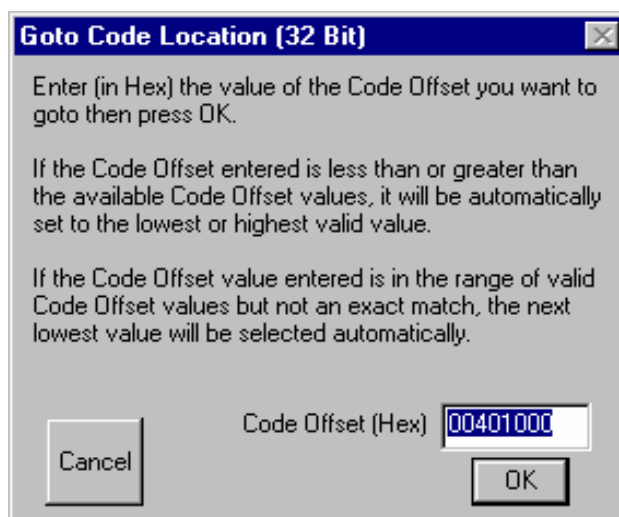 Goto Code Location (32 Bit)
Enter (in Hex) the value of the Code Offset you want to
goto then press OK.
If the Code Offset entered is less than or greater than
the available Code Offset values, it will be automatically
set to the lowest or highest valid value.
If the Code Offset value entered is in the range of valid
Code Offset values but not an exact match, the next
lowest value will be selected automatically.
Code Offset (Hex) 00401000
Cancel
OK